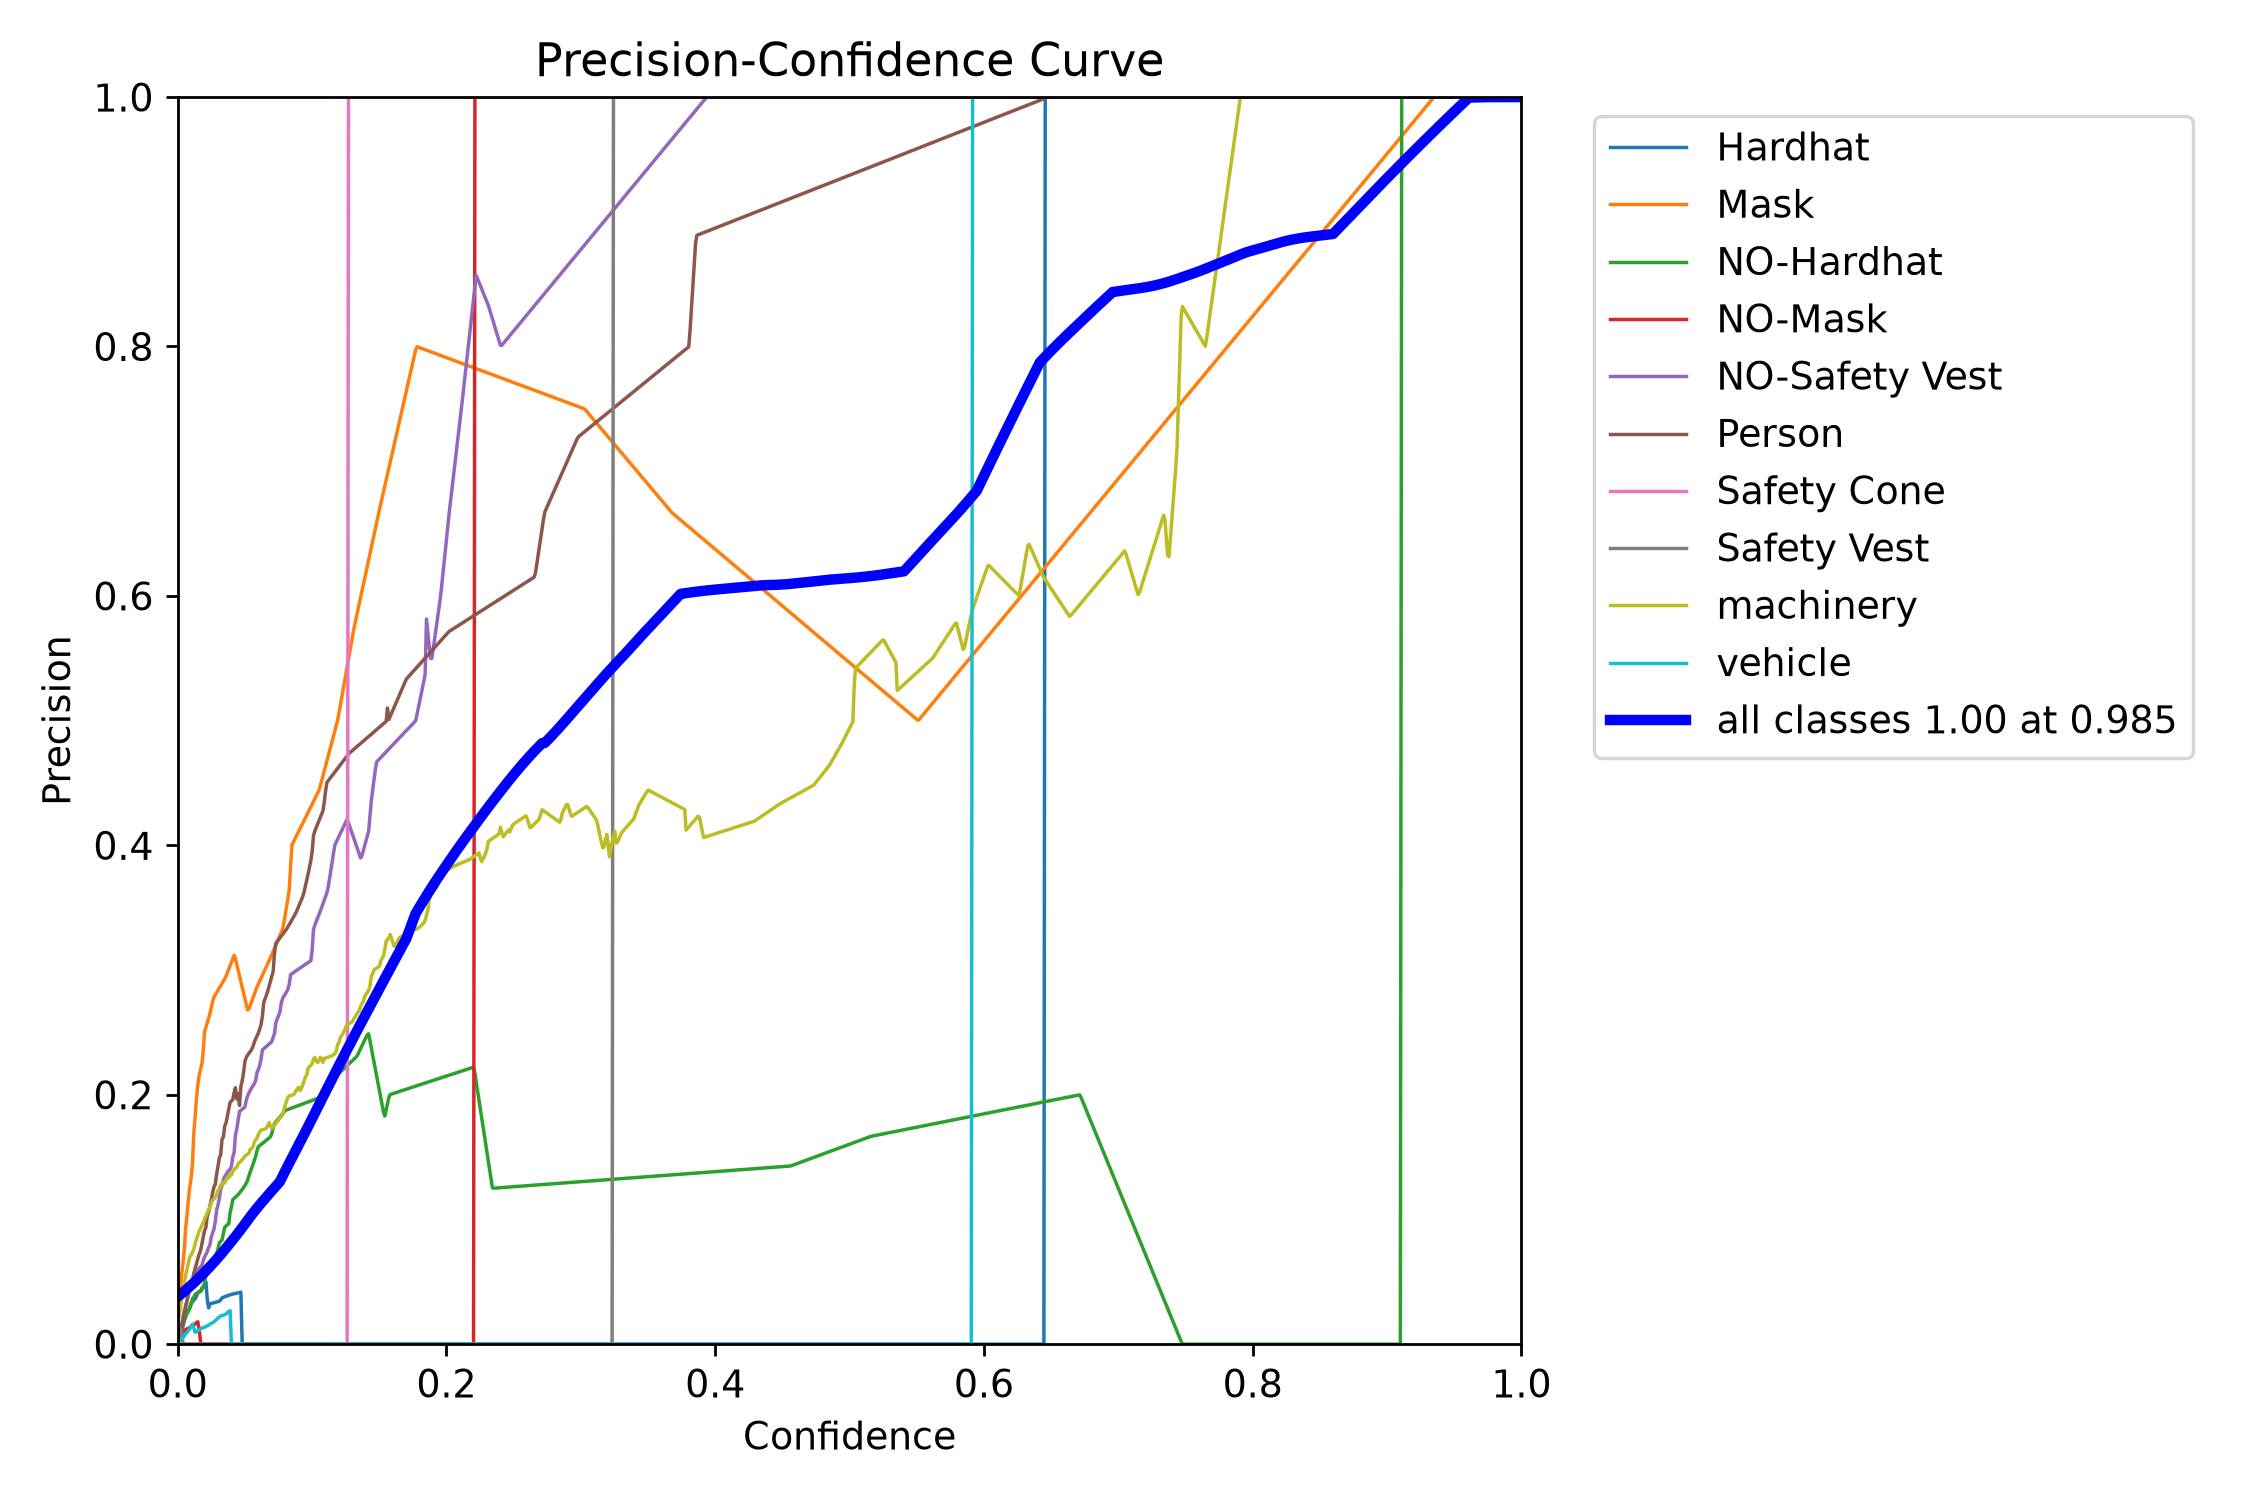 Precision-Confidence Curve
1.0
0.8
0.6
0.4
0.2
0.0
Precision
0.0 0.2 0.4 0.6 0.8 1.0
Confidence
Hardhat
Mask
NO-Hardhat
NO-Mask
NO-Safety Vest
Person
Safety Cone
Safety Vest
machinery
vehicle
all classes 1.00 at 0.985